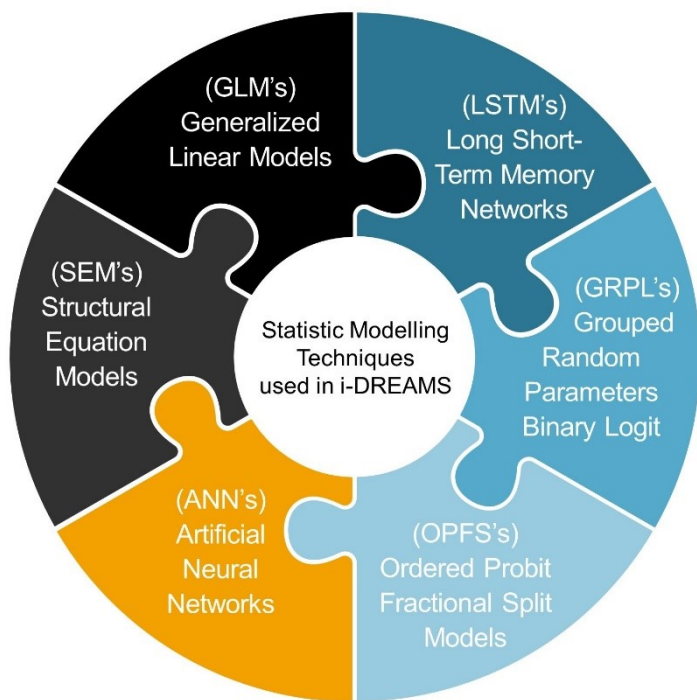 (GLM's)
Generalized
Linear Models
(LSTM's)
Long Short-
Term Memory
Networks
(GRPL's)
Grouped
Random
Parameters
Binary Logit
(OPFS's)
Ordered Probit
Fractional Split
Models
(ANN's)
Artificial
Neural
Networks
(SEM's)
Structural
Equation
Models
Statistic Modelling
Techniques
used in i-DREAMS